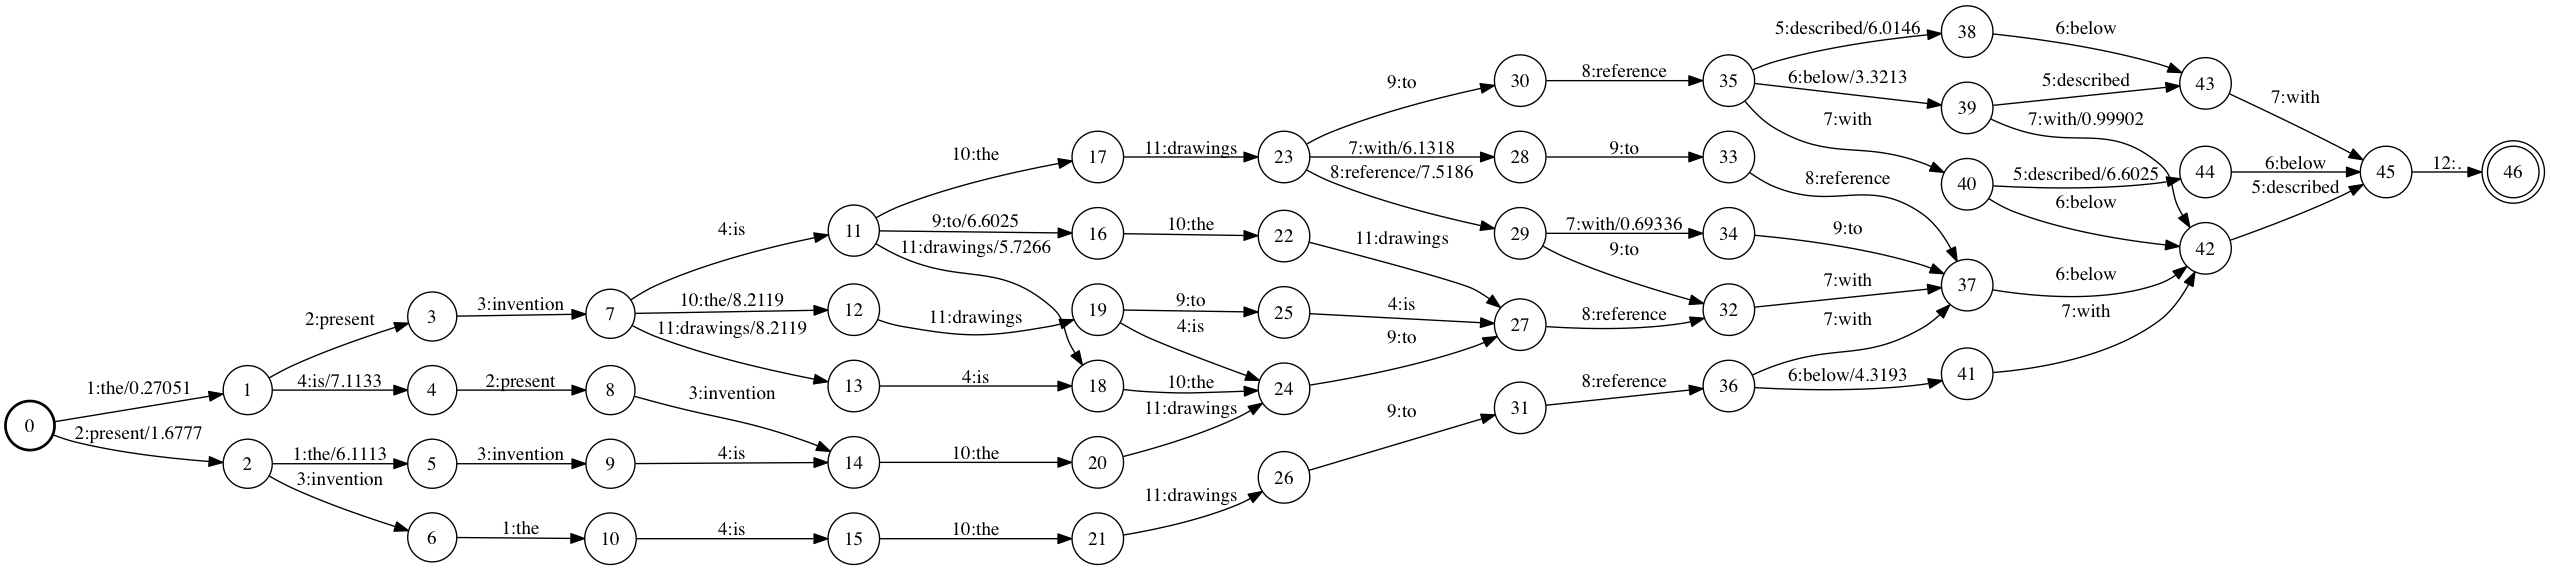 0
1:the/0.27051
2:present/1.6777
1
2
2:present
4:is/7.1133
1:the/6.1113
3:invention
3
4
5
6
3:invention
2:present
3:invention
1:the
7
8
9
10
4:is
10:the/8.2119
11:drawings/8.2119
3:invention
4:is
4:is
11
12
13
14
15
10:the
9:to/6.6025
11:drawings/5.7266
11:drawings
4:is
10:the
10:the
17
16
19
18
20
21
11:drawings
10:the
9:to
4:is
10:the
11:drawings
11:drawings
23
22
25
24
26
9:to
7:with/6.1318
8:reference/7.5186
11:drawings
4:is
9:to
9:to
30
28
29
27
31
8:reference
9:to
7:with/0.69336
9:to
8:reference
8:reference
35
33
34
32
36
5:described/6.0146
6:below/3.3213
7:with
8:reference
9:to
7:with
7:with
6:below/4.3193
38
39
40
37
41
6:below
5:described
7:with/0.99902
5:described/6.6025
6:below
6:below
7:with
43
44
42
7:with
6:below
5:described
45
12:.
46